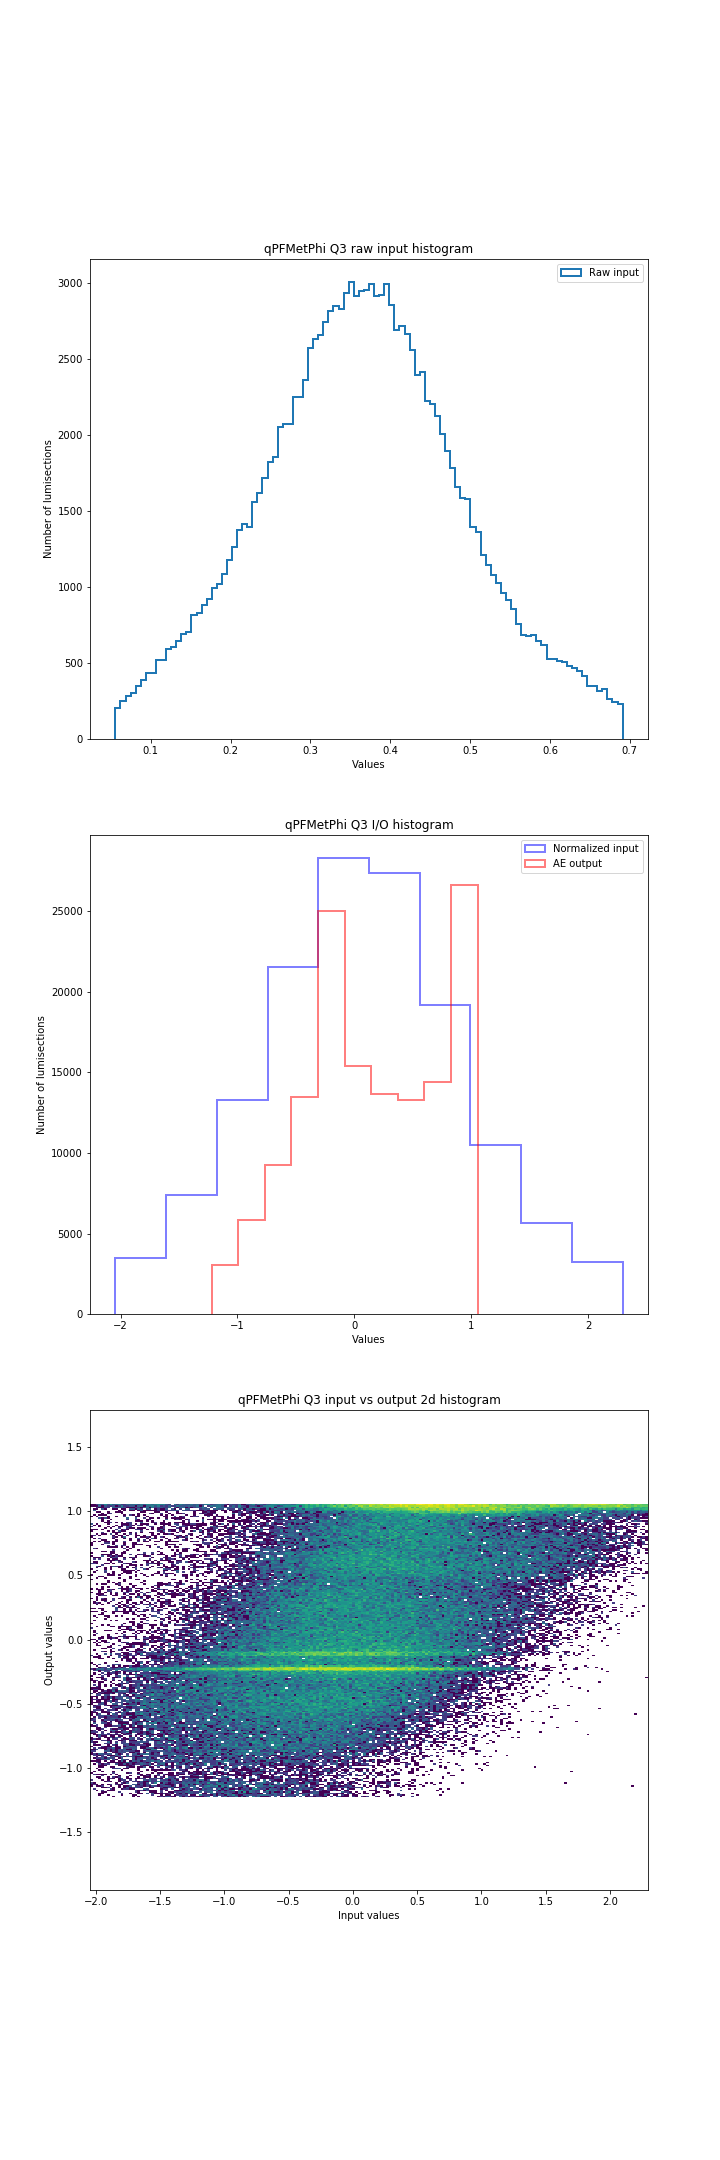 qPFMetPhi Q3 raw input histogram
Raw input
3000
2500
2000
1500
1000
500
0
Number of lumisections
0.1 0.2 0.3 0.4 0.5 0.6 0.7
Values
qPFMetPhi Q3 I/O histogram
Normalized input
AE output
25000
20000
15000
10000
5000
0
Number of lumisections
−2 −1 0 1 2
Values
qPFMetPhi Q3 input vs output 2d histogram
1.5
1.0
0.5
0.0
−0.5
−1.0
−1.5
Output values
−2.0 −1.5 −1.0 −0.5 0.0 0.5 1.0 1.5 2.0
Input values